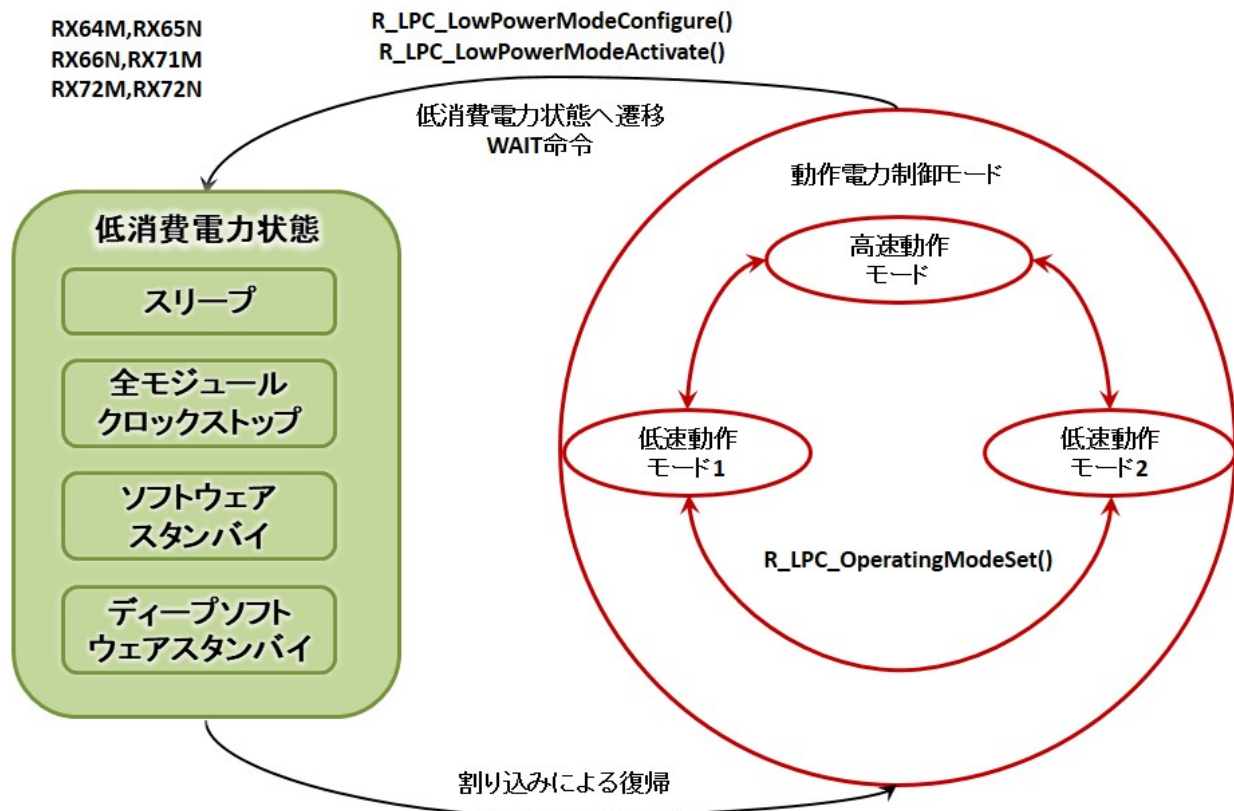 RX64M,RX65N
RX66N,RX71M
RX72M,RX72N
R_LPC_LowPowerModeConfigure()
R_LPC_LowPowerModeActivate()
低消費電力状態へ遷移
WAIT命令
低消費電力状態
スリープ
全モジュール
クロックストップ
ソフトウェア
スタンバイ
ディープソフト
ウェアスタンバイ
動作電力制御モード
高速動作
モード
低速動作
モード1
低速動作
モード2
R_LPC_OperatingModeSet()
割り込みによる復帰